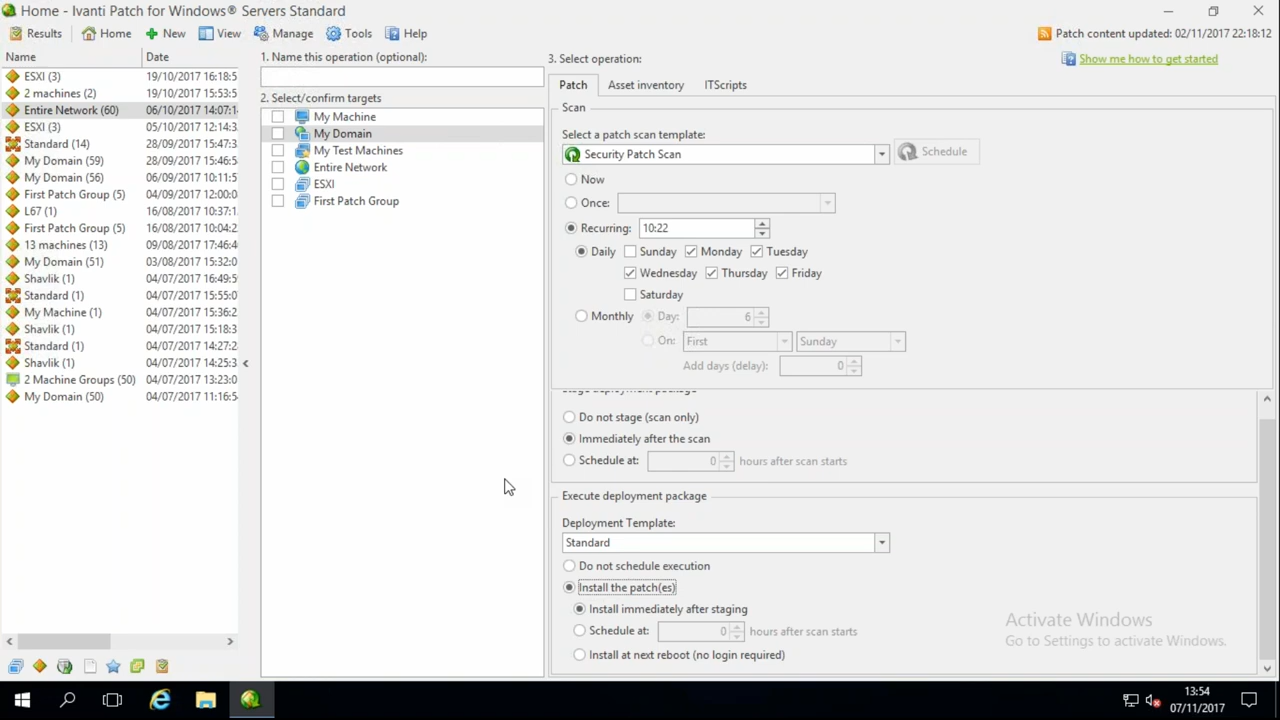 Home - Ivanti Patch for Windows® Servers Standard
Results Home New View Manage Tools Help
Patch content updated: 02/11/2017 22:18:12
Show me how to get started
Name Date
ESXI (3) 19/10/2017 16:18:5
2 machines (2) 19/10/2017 15:53:5
Entire Network (60) 06/10/2017 14:07:1
ESXI (3) 05/10/2017 12:14:3
Standard (14) 28/09/2017 15:47:3
My Domain (59) 28/09/2017 15:46:5
My Domain (56) 06/09/2017 10:11:5
First Patch Group (5) 04/09/2017 12:00:0
L67 (1) 16/08/2017 10:37:1
First Patch Group (5) 16/08/2017 10:04:2
13 machines (13) 09/08/2017 17:46:4
My Domain (51) 03/08/2017 15:32:0
Shavlik (1) 04/07/2017 16:49:5
Standard (1) 04/07/2017 15:55:0
My Machine (1) 04/07/2017 15:36:2
Shavlik (1) 04/07/2017 15:18:3
Standard (1) 04/07/2017 14:27:2
Shavlik (1) 04/07/2017 14:25:3
2 Machine Groups (50) 04/07/2017 13:23:0
My Domain (50) 04/07/2017 11:16:5
1. Name this operation (optional):
2. Select/confirm targets
My Machine
My Domain
My Test Machines
Entire Network
ESXI
First Patch Group
3. Select operation:
Patch Asset inventory ITScripts
Scan
Select a patch scan template:
Security Patch Scan Schedule
Now
Once:
Recurring: 10:22
Daily Sunday Monday Tuesday
Wednesday Thursday Friday
Saturday
Monthly Day: 6
On: First Sunday
Add days (delay): 0
Stage deployment package
Do not stage (scan only)
Immediately after the scan
Schedule at: 0 hours after scan starts
Execute deployment package
Deployment Template:
Standard
Do not schedule execution
Install the patch(es)
Install immediately after staging
Schedule at: 0 hours after scan starts
Install at next reboot (no login required)
Activate Windows
Go to Settings to activate Windows.
13:54
07/11/2017